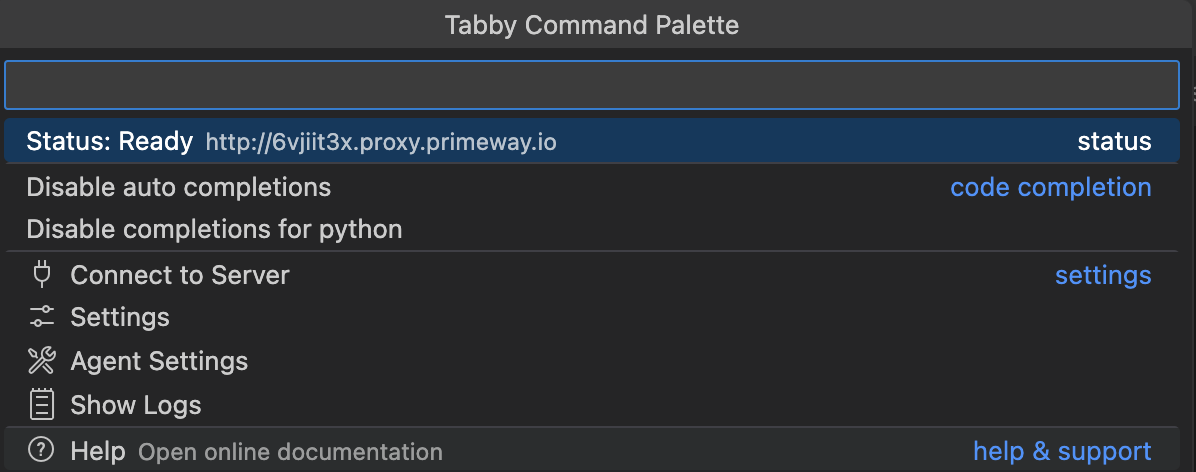 Tabby Command Palette
Status: Ready http://6vjiit3x.proxy.primeway.io status
Disable auto completions code completion
Disable completions for python
Connect to Server settings
Settings
Agent Settings
Show Logs
Help Open online documentation help & support